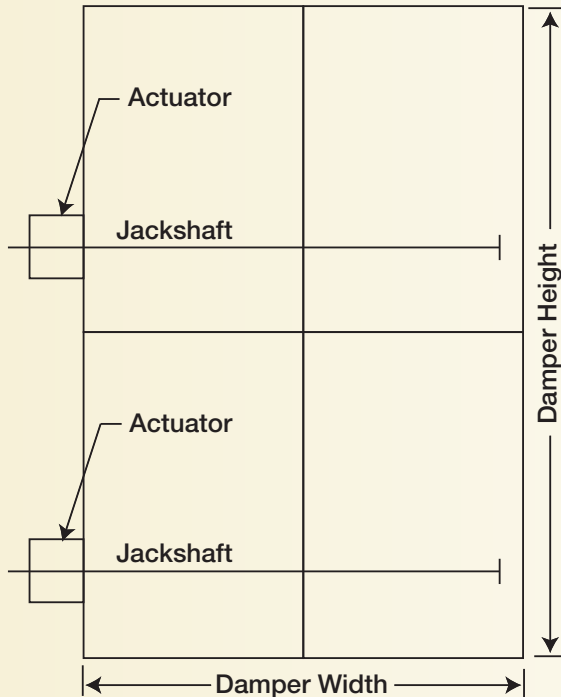 Actuator
Jackshaft
Damper Height
Actuator
Jackshaft
Damper Width